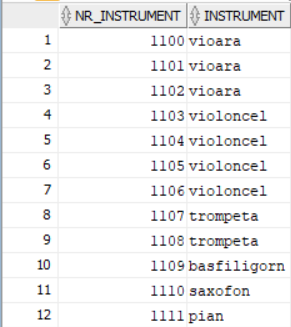 NR_INSTRUMENT INSTRUMENT
1 1100 vioara
2 1101 vioara
3 1102 vioara
4 1103 violoncel
5 1104 violoncel
6 1105 violoncel
7 1106 violoncel
8 1107 trompeta
9 1108 trompeta
10 1109 basfiligorn
11 1110 saxofon
12 1111 pian